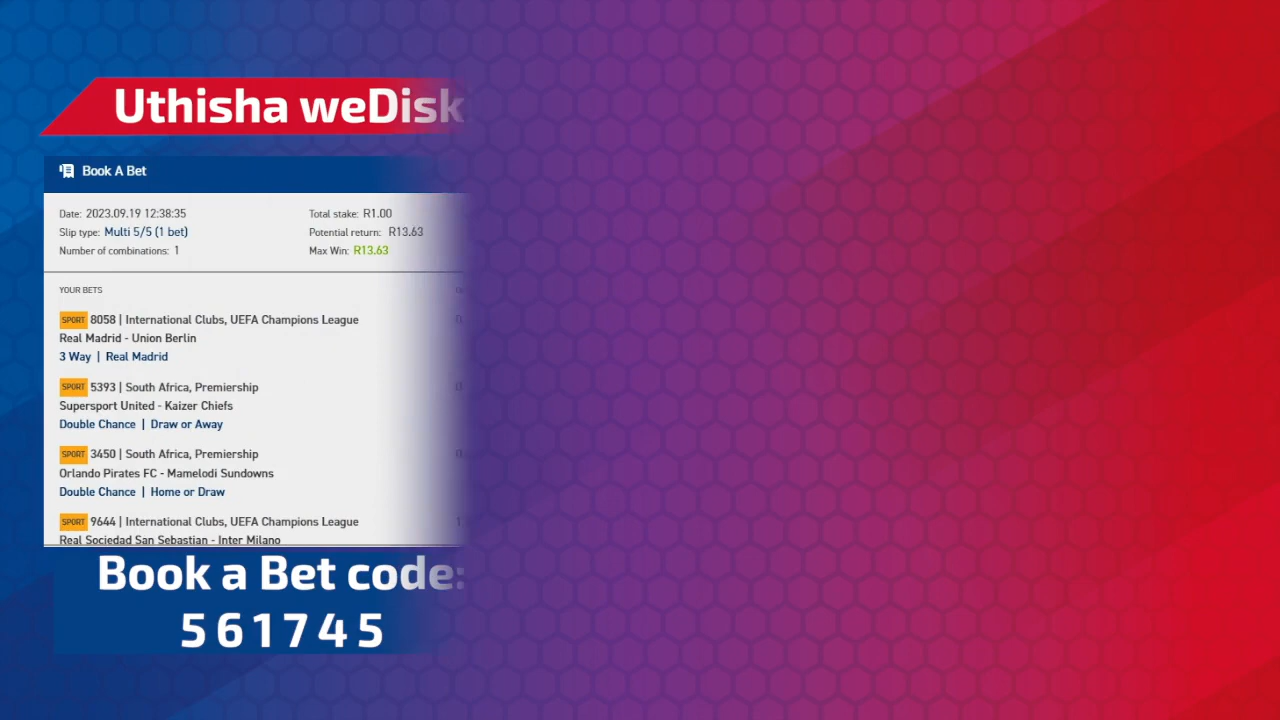 Uthisha weDisk
Book A Bet
Date: 2023.09.19 12:38:35
Total stake: R1.00
Slip type: Multi 5/5 (1 bet)
Potential return: R13.63
Number of combinations: 1
Max Win: R13.63
YOUR BETS
SPORT 8058 | International Clubs, UEFA Champions League
Real Madrid - Union Berlin
3 Way | Real Madrid
SPORT 5393 | South Africa, Premiership
Supersport United - Kaizer Chiefs
Double Chance | Draw or Away
SPORT 3450 | South Africa, Premiership
Orlando Pirates FC - Mamelodi Sundowns
Double Chance | Home or Draw
SPORT 9644 | International Clubs, UEFA Champions League
Real Sociedad San Sebastian - Inter Milano
Book a Bet code:
561745